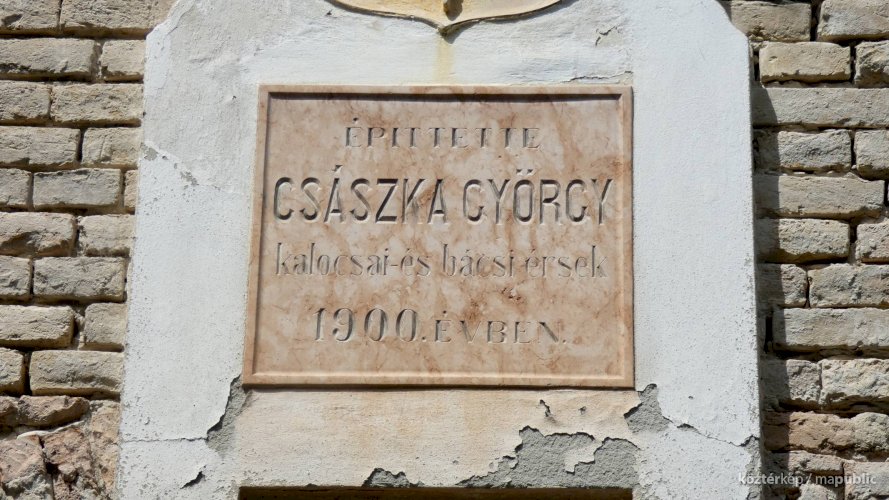 ÉPITTETTE
CSÁSZKA GYÖRGY
kalocsai-és bácsi érsek
1900. ÉVBEN.
köztérkép / mapublic